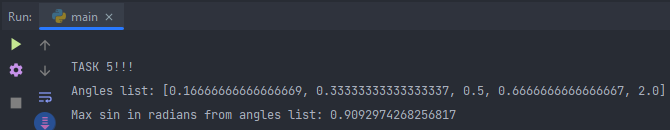 Run:
main
TASK 5!!!
Angles list: [0.16666666666666669, 0.33333333333333337, 0.5, 0.6666666666666667, 2.0]
Max sin in radians from angles list: 0.9092974268256817